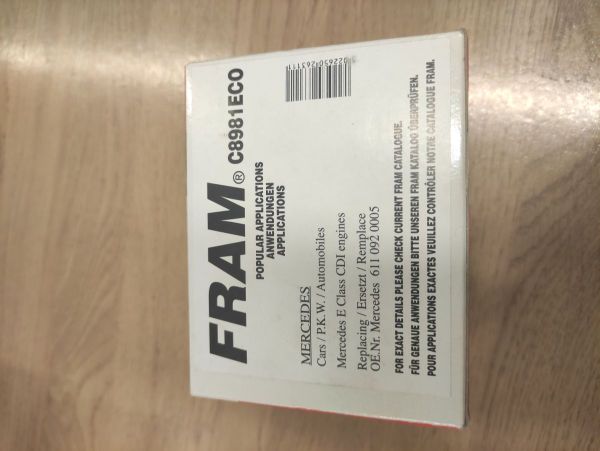 FRAM® C8981ECO
5022650263111
POPULAR APPLICATIONS
ANWENDUNGEN
APPLICATIONS
MERCEDES
Cars / P.K.W. / Automobiles
Mercedes E Class CDI engines
Replacing / Ersetzt / Remplace
OE.Nr. Mercedes 611 092 0005
FOR EXACT DETAILS PLEASE CHECK CURRENT FRAM CATALOGUE.
FÜR GENAUE ANWENDUNGEN BITTE UNSEREN FRAM KATALOG ÜBENPRÜFEN.
POUR APPLICATIONS EXACTES VEUILLEZ CONTRÔLER NOTRE CATALOGUE FRAM.